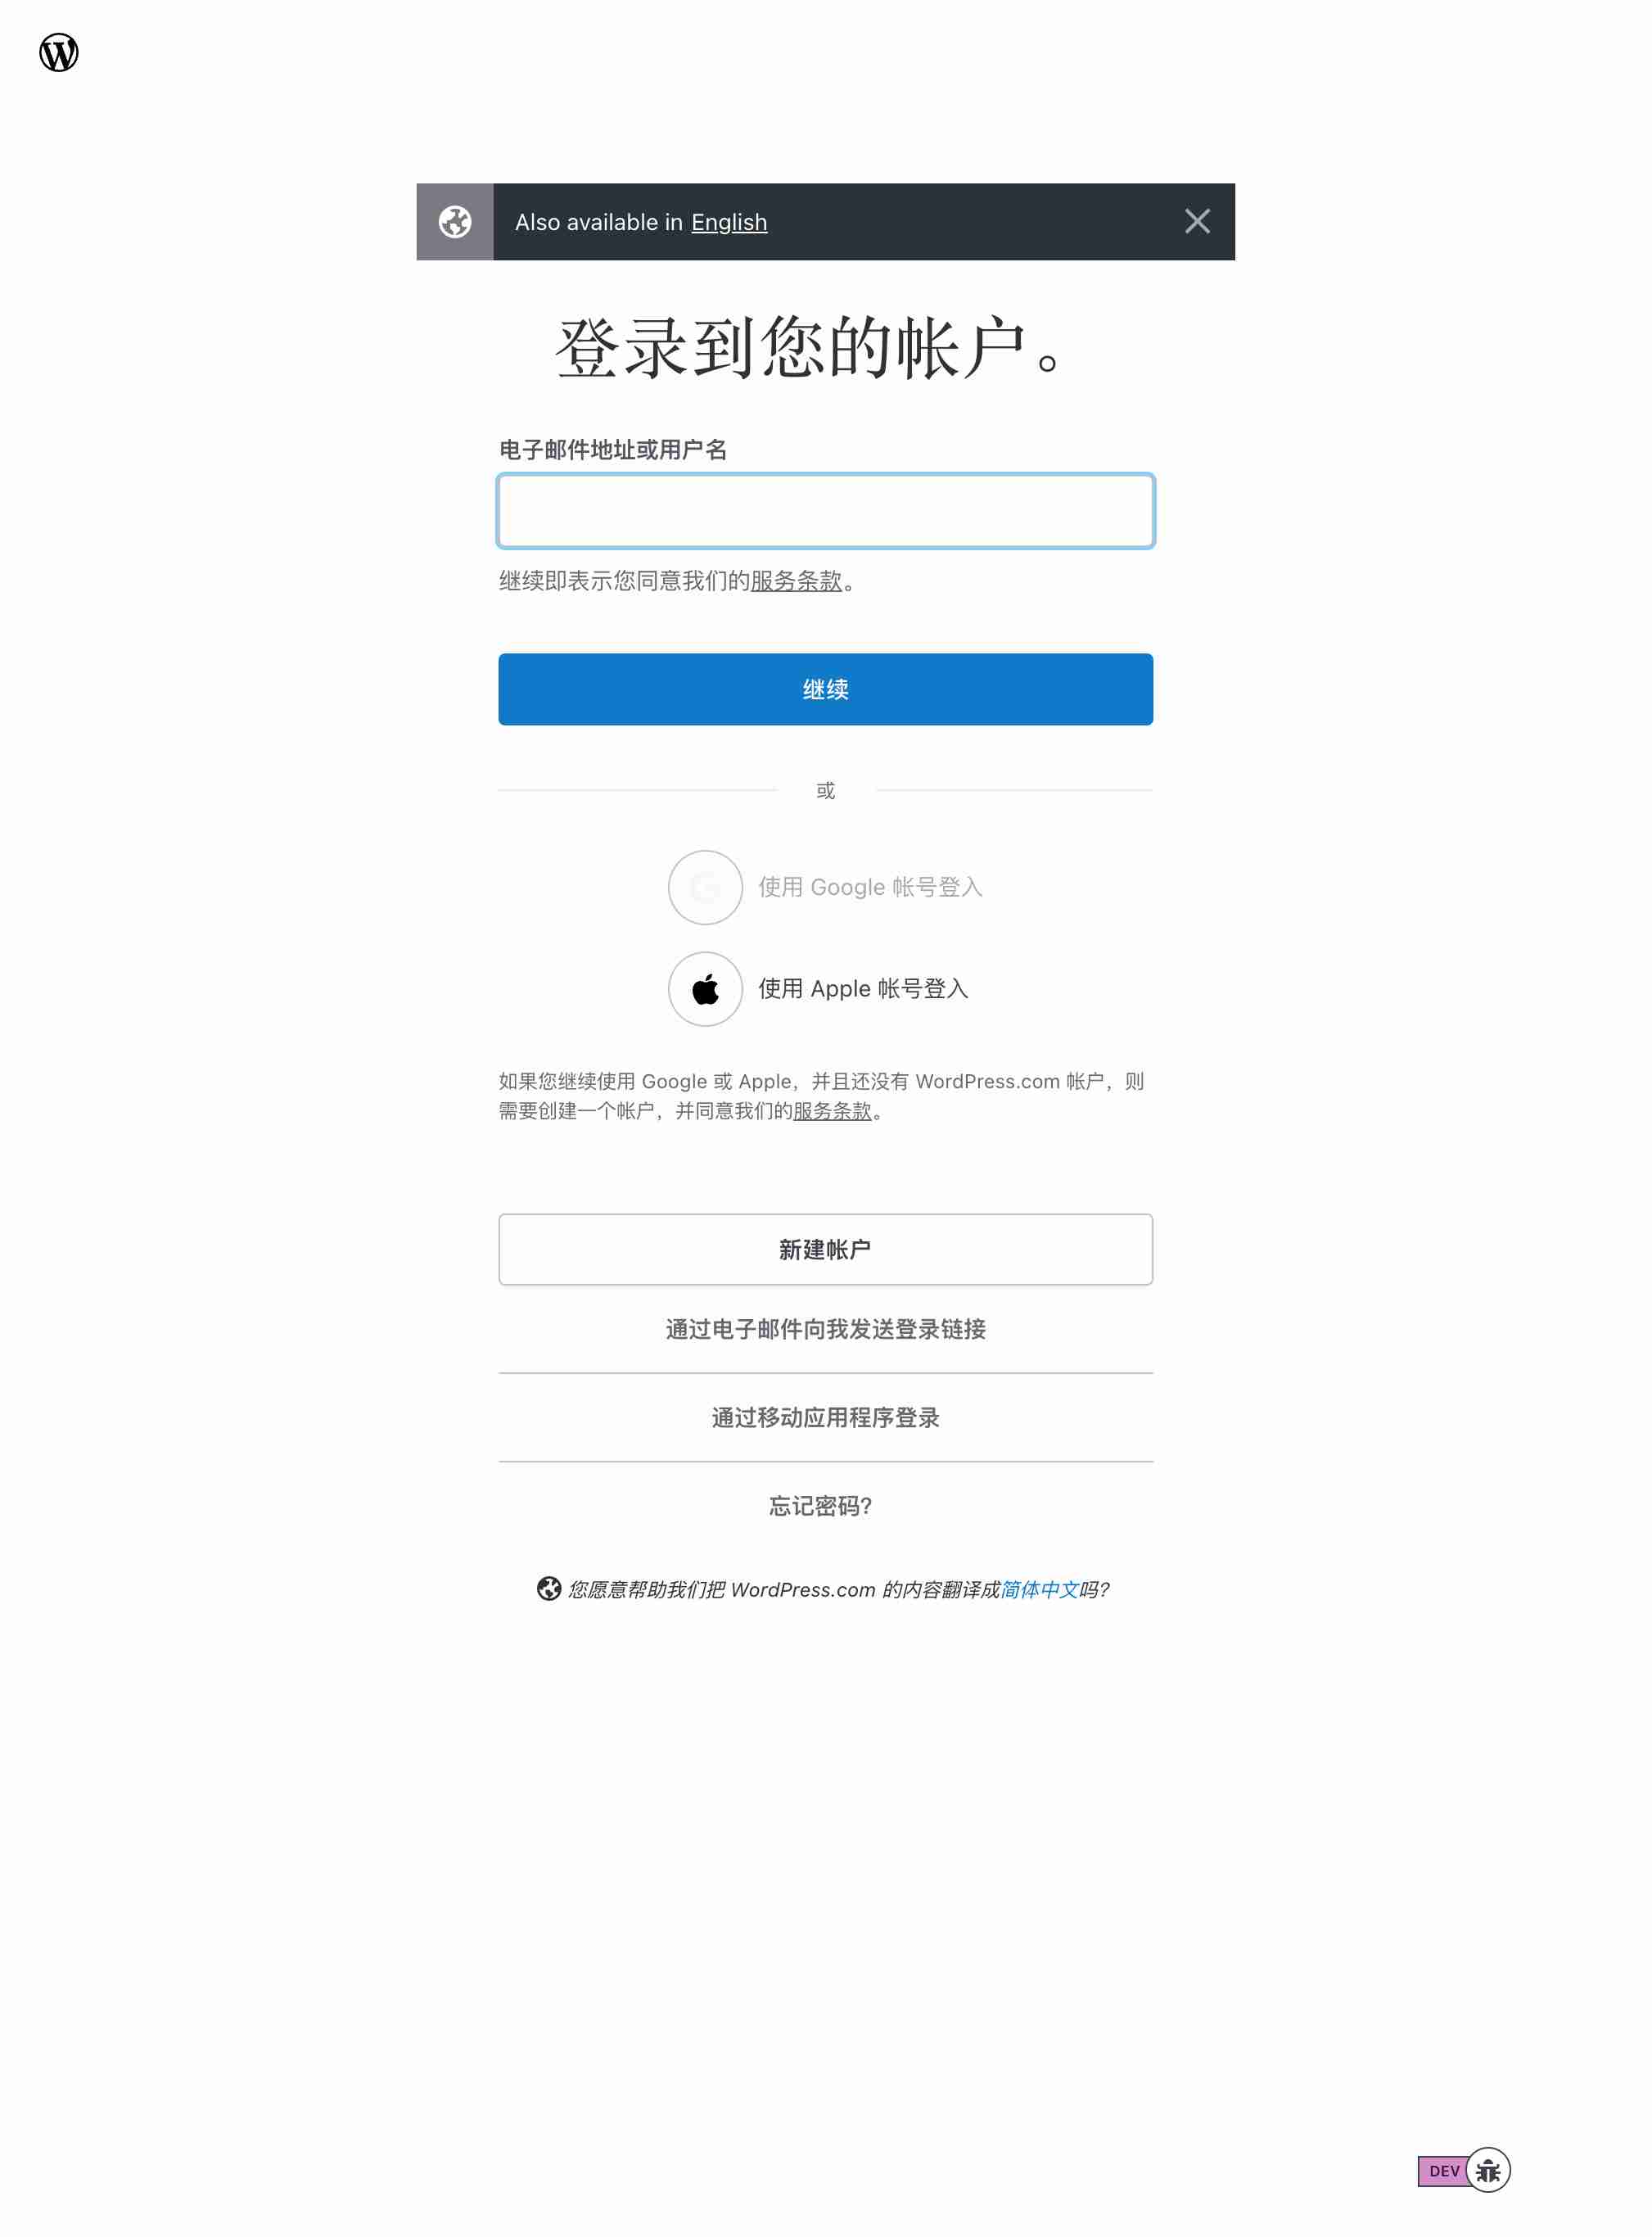 Also available in English
登录到您的帐户。
电子邮件地址或用户名
继续即表示您同意我们的服务条款。
继续
或
使用 Google 帐号登入
使用 Apple 帐号登入
如果您继续使用 Google 或 Apple，并且还没有 WordPress.com 帐户，则
需要创建一个帐户，并同意我们的服务条款。
新建帐户
通过电子邮件向我发送登录链接
通过移动应用程序登录
忘记密码?
您愿意帮助我们把 WordPress.com 的内容翻译成简体中文吗?
DEV